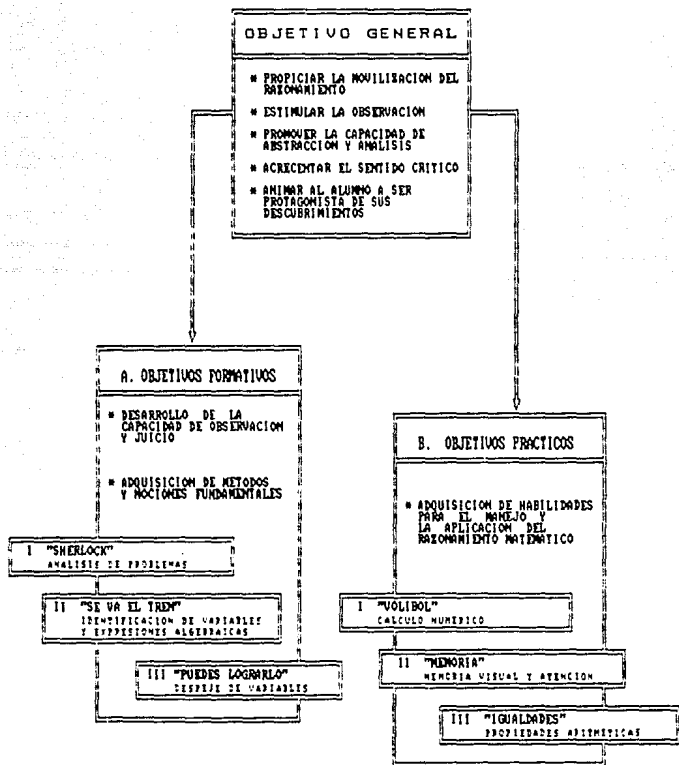 OBJETIVO GENERAL
* PROPICIAR LA MOVILIZACION DEL
RAZONAMIENTO
* ESTIMULAR LA OBSERVACION
* PROMOVER LA CAPACIDAD DE
ABSTRACCION Y ANALISIS
* ACRECENTAR EL SENTIDO CRITICO
* ANIMAR AL ALUMNO A SER
PROTAGONISTA DE SUS
DESCUBRIMIENTOS
A. OBJETIVOS FORMATIVOS
* DESARROLLO DE LA
CAPACIDAD DE OBSERVACION
Y JUICIO
* ADQUISICION DE METODOS
Y NOCIONES FUNDAMENTALES
I "SHERLOCK"
ANALISIS DE PROBLEMAS
II "SE VA EL TREN"
IDENTIFICACION DE VARIABLES
Y EXPRESIONES ALGEBRAICAS
III "PUEDES LOGRARLO"
DESPEJE DE VARIABLES
B. OBJETIVOS PRACTICOS
* ADQUISICION DE HABILIDADES
PARA EL MANEJO Y
LA APLICACION DEL
RAZONAMIENTO MATEMATICO
I "VOLIBOL"
CALCULO NUMERICO
II "MEMORIA"
MEMORIA VISUAL Y ATENCION
III "IGUALDADES"
PROPIEDADES ARITMETICAS